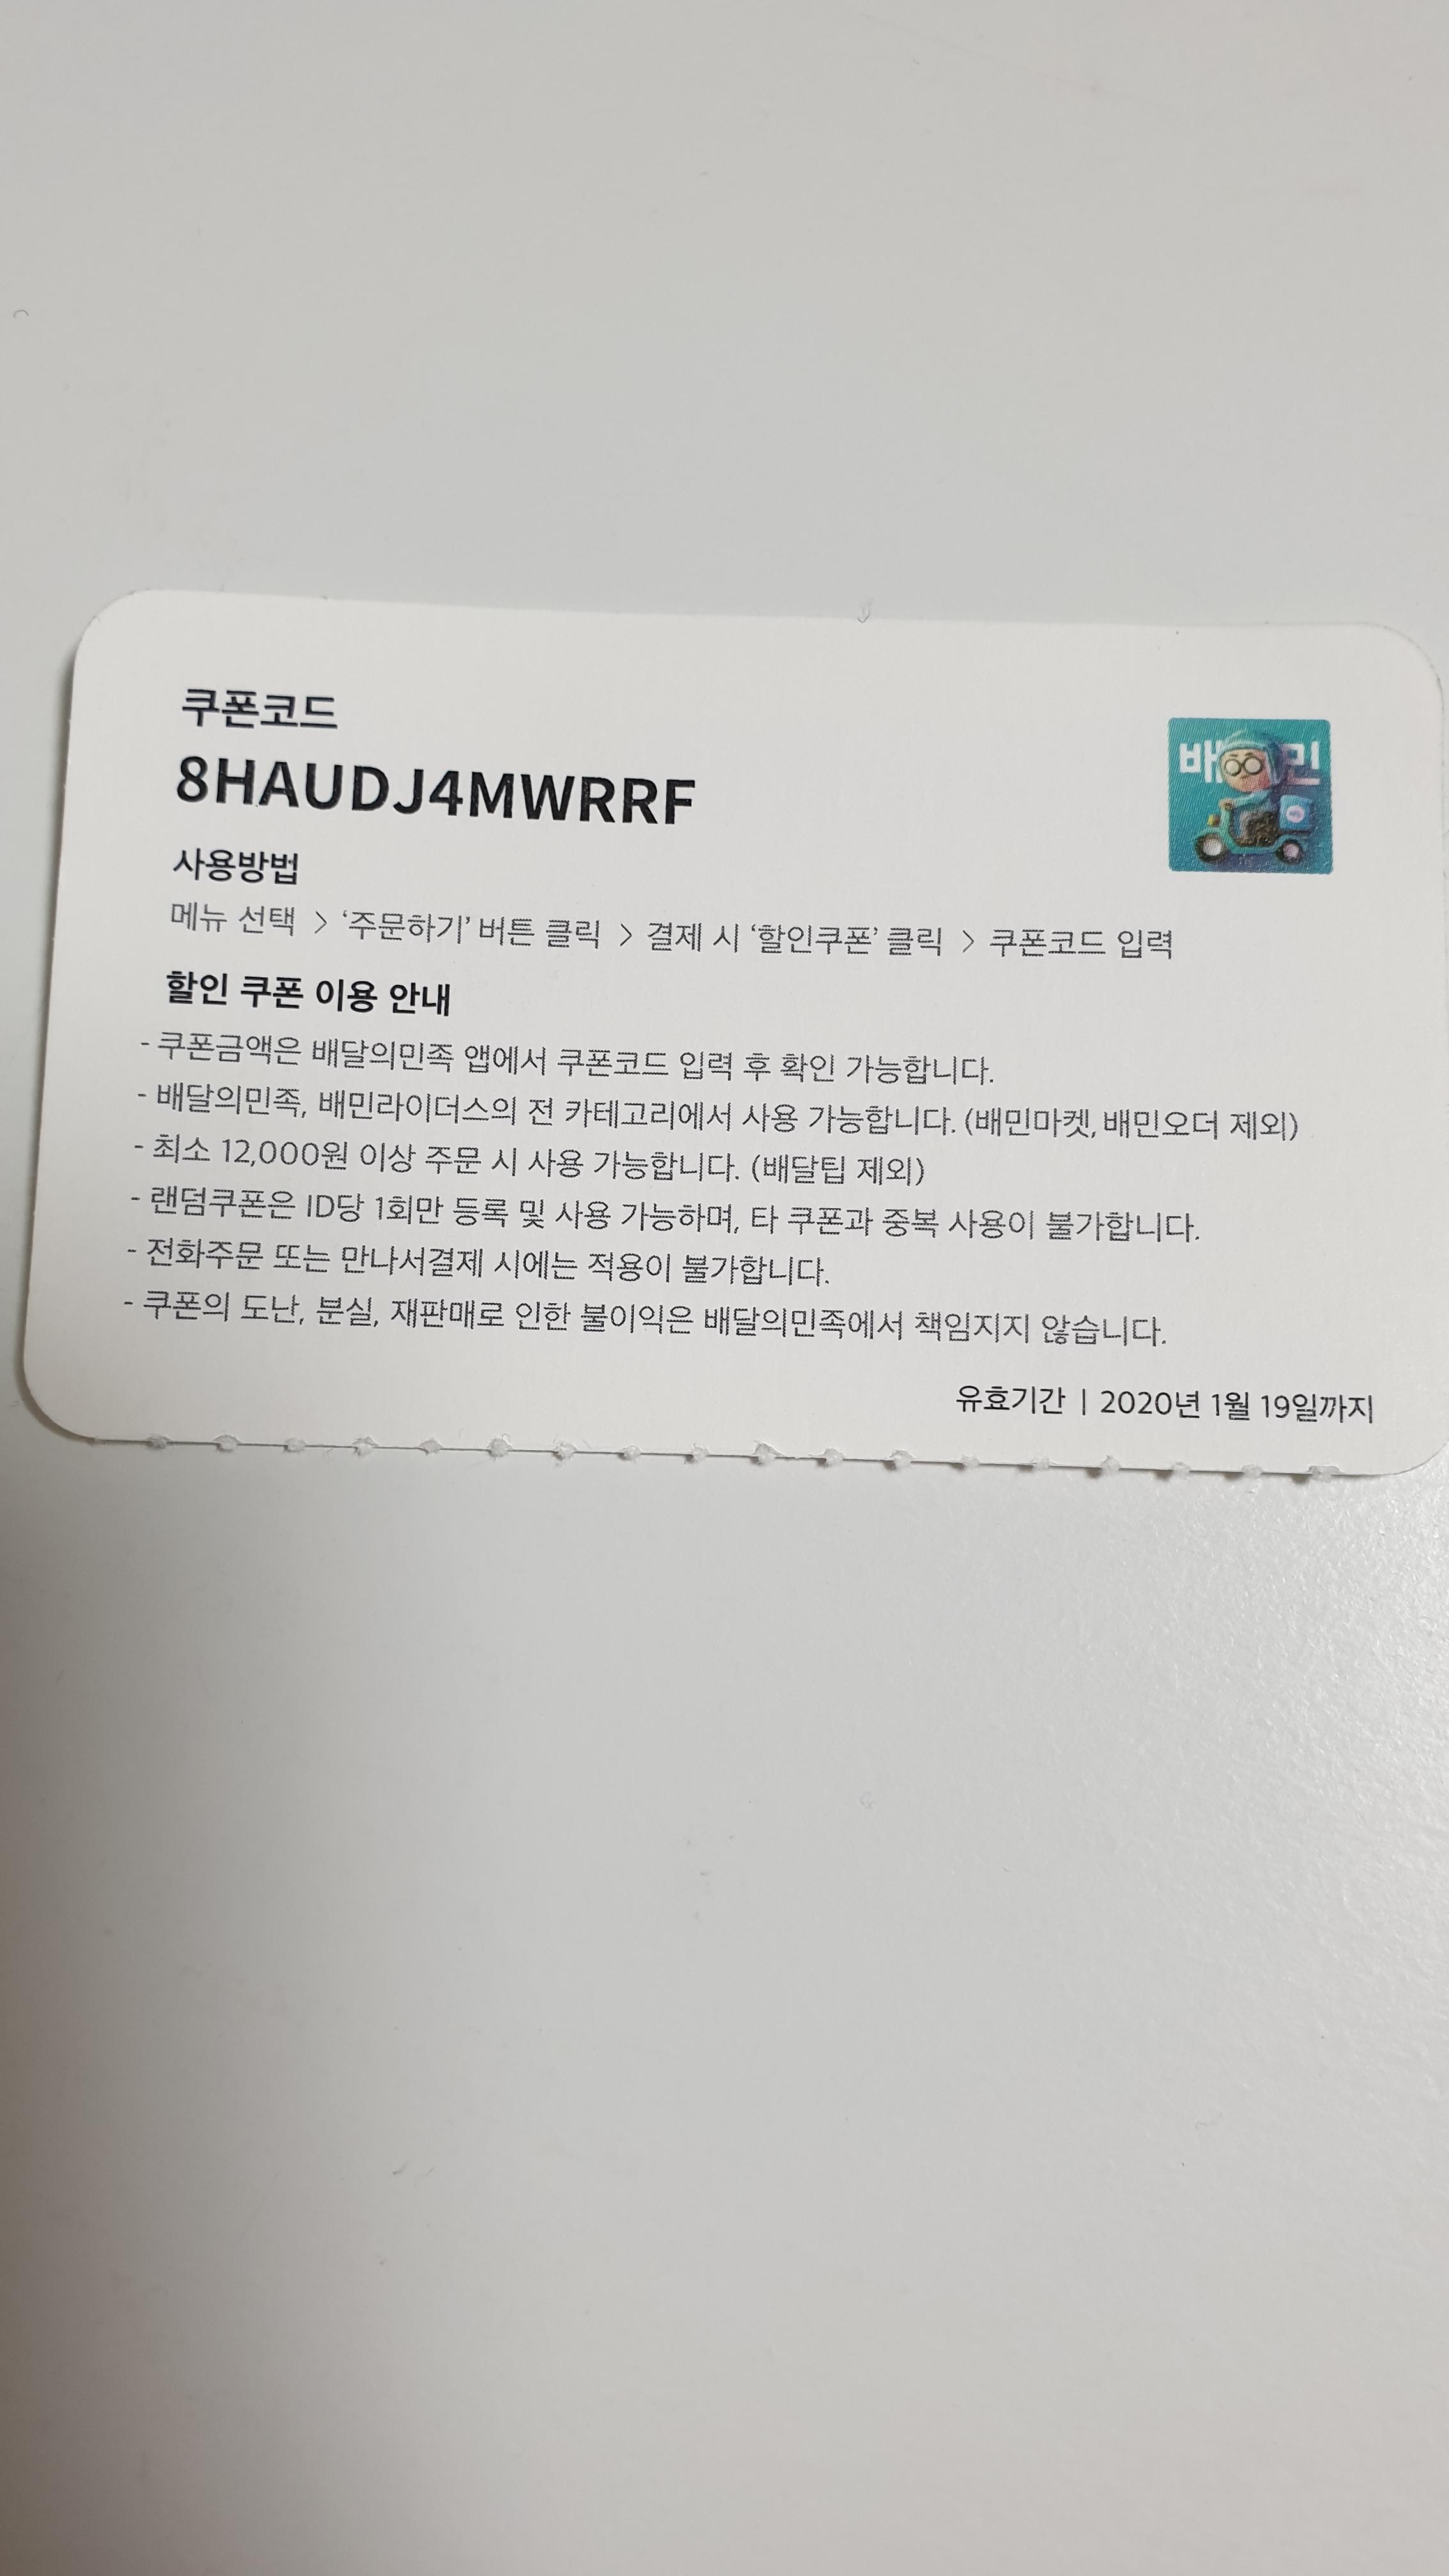 쿠폰코드
8HAUDJ4MWRRF
배민
사용방법
메뉴 선택 > ‘주문하기’ 버튼 클릭 > 결제 시 ‘할인쿠폰’ 클릭 > 쿠폰코드 입력
할인 쿠폰 이용 안내
- 쿠폰금액은 배달의민족 앱에서 쿠폰코드 입력 후 확인 가능합니다.
- 배달의민족, 배민라이더스의 전 카테고리에서 사용 가능합니다. (배민마켓, 배민오더 제외)
- 최소 12,000원 이상 주문 시 사용 가능합니다. (배달팁 제외)
- 랜덤쿠폰은 ID당 1회만 등록 및 사용 가능하며, 타 쿠폰과 중복 사용이 불가합니다.
- 전화주문 또는 만나서결제 시에는 적용이 불가합니다.
- 쿠폰의 도난, 분실, 재판매로 인한 불이익은 배달의민족에서 책임지지 않습니다.
유효기간 | 2020년 1월 19일까지